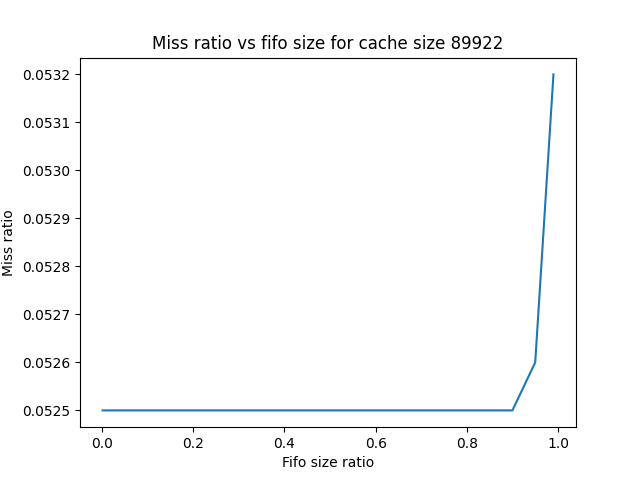 Miss ratio vs fifo size for cache size 89922
0.0532
0.0531
0.0530
0.0529
0.0528
0.0527
0.0526
0.0525
Miss ratio
0.0 0.2 0.4 0.6 0.8 1.0
Fifo size ratio